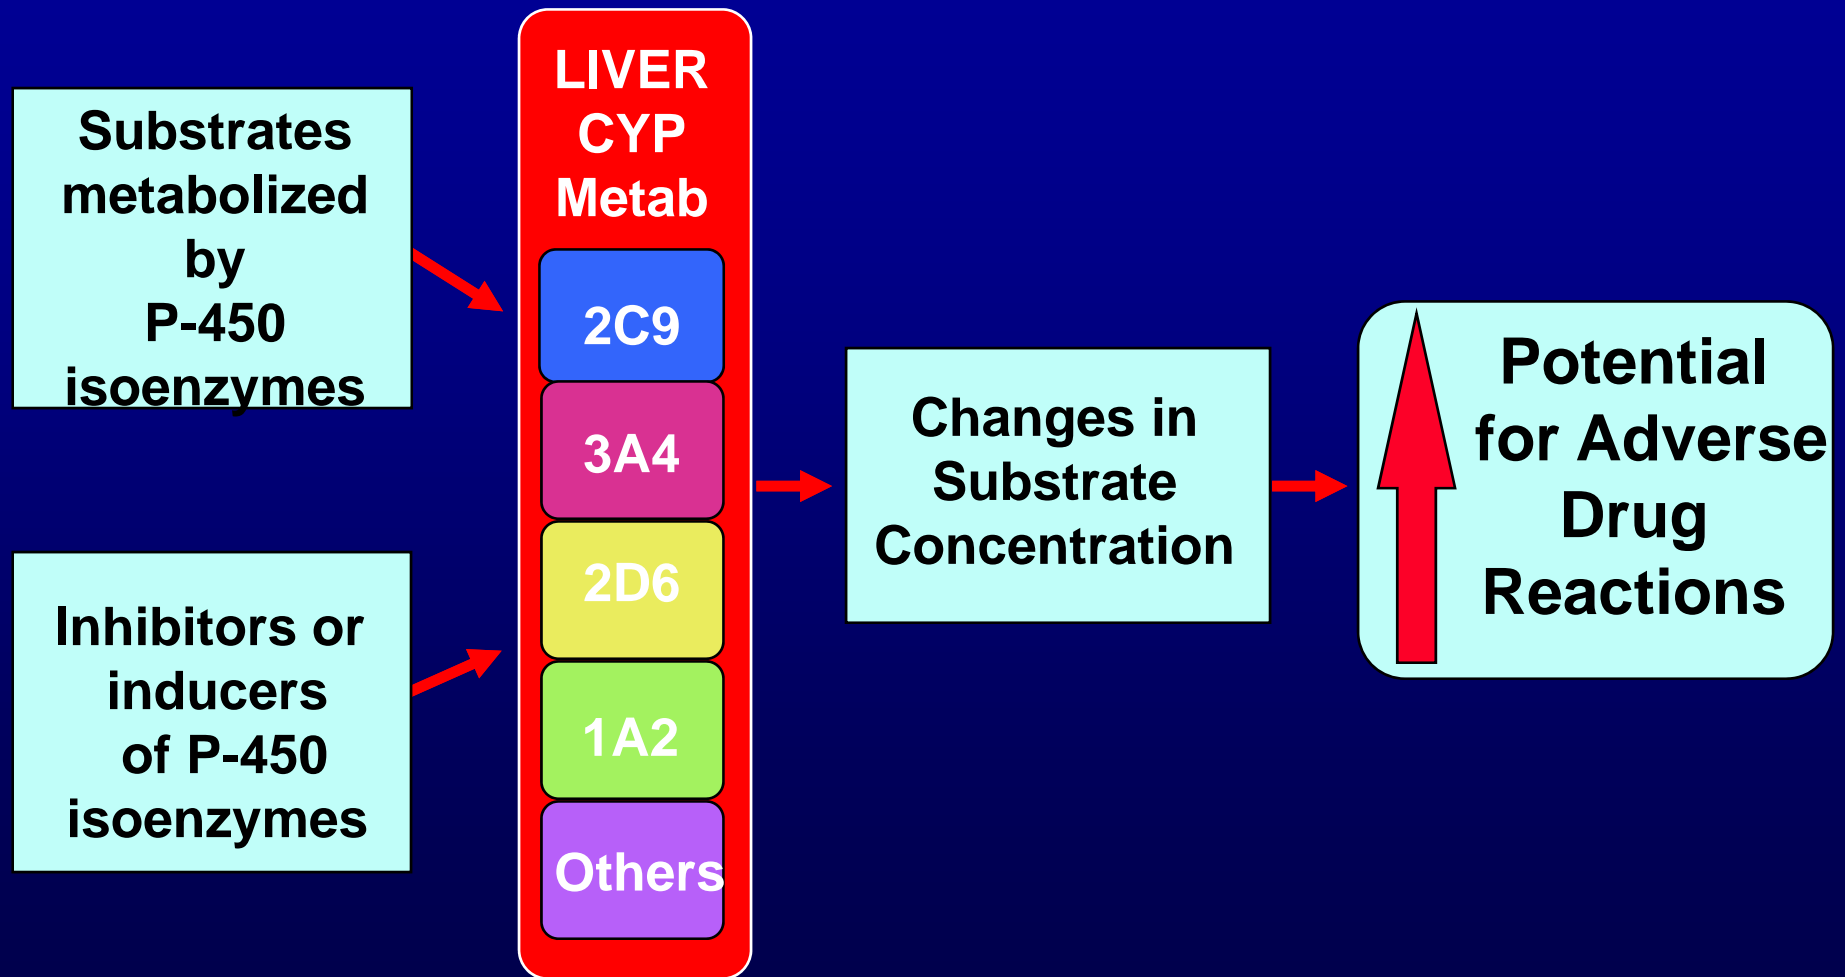 Substrates
metabolized
by
P-450
isoenzymes
Inhibitors or
inducers
of P-450
isoenzymes
LIVER
CYP
Metab
2C9
3A4
2D6
1A2
Others
Changes in
Substrate
Concentration
Potential
for Adverse
Drug
Reactions